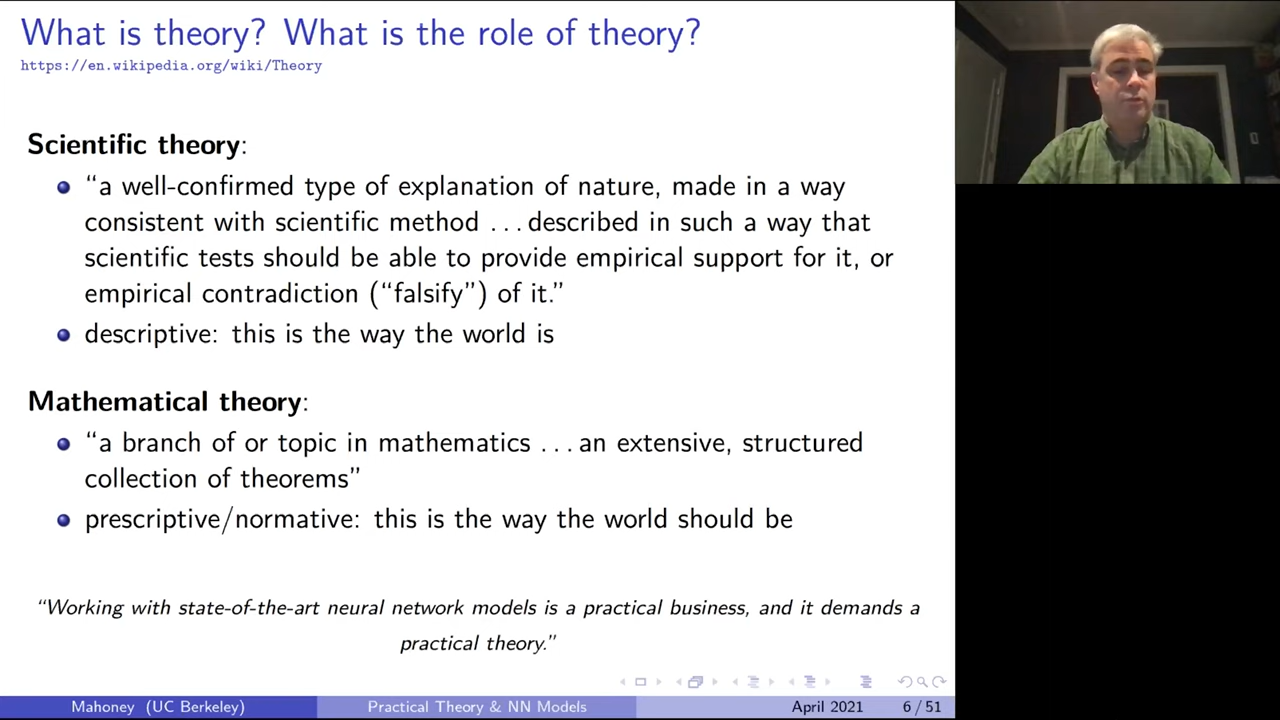 What is theory? What is the role of theory?
https://en.wikipedia.org/wiki/Theory
Scientific theory:
“a well-confirmed type of explanation of nature, made in a way
consistent with scientific method ...described in such a way that
scientific tests should be able to provide empirical support for it, or
empirical contradiction (“falsify”) of it.”
descriptive: this is the way the world is
Mathematical theory:
“a branch of or topic in mathematics ...an extensive, structured
collection of theorems”
prescriptive/normative: this is the way the world should be
“Working with state-of-the-art neural network models is a practical business, and it demands a
practical theory.”
Mahoney (UC Berkeley) Practical Theory & NN Models April 2021 6 / 51